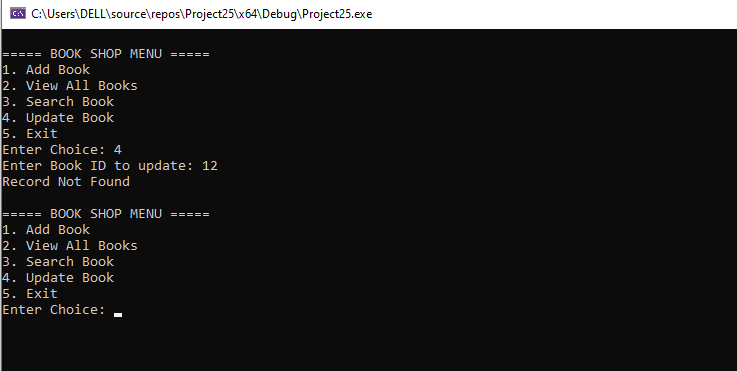 C:\Users\DELL\source\repos\Project25\x64\Debug\Project25.exe
===== BOOK SHOP MENU =====
1. Add Book
2. View All Books
3. Search Book
4. Update Book
5. Exit
Enter Choice: 4
Enter Book ID to update: 12
Record Not Found
===== BOOK SHOP MENU =====
1. Add Book
2. View All Books
3. Search Book
4. Update Book
5. Exit
Enter Choice: